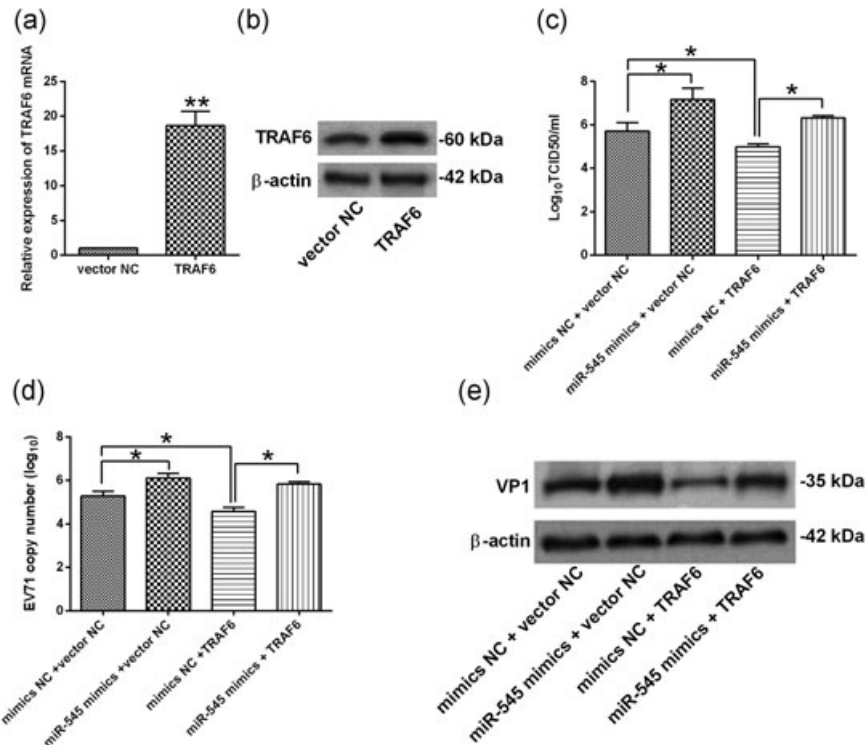 (a)
Relative expression of TRAF6 mRNA
25
20
15
10
5
0
**
vector NC
TRAF6
(b)
TRAF6
-60 kDa
β-actin
-42 kDa
vector NC
TRAF6
(c)
Log10TCID50/ml
8
6
4
2
0
*
*
*
mimics NC + vector NC
miR-545 mimics + vector NC
mimics NC + TRAF6
miR-545 mimics + TRAF6
(d)
EV71 copy number (log10)
8
6
4
2
0
*
*
*
mimics NC +vector NC
miR-545 mimics +vector NC
mimics NC +TRAF6
miR-545 mimics + TRAF6
(e)
VP1
-35 kDa
β-actin
-42 kDa
mimics NC + vector NC
miR-545 mimics + vector NC
mimics NC + TRAF6
miR-545 mimics + TRAF6